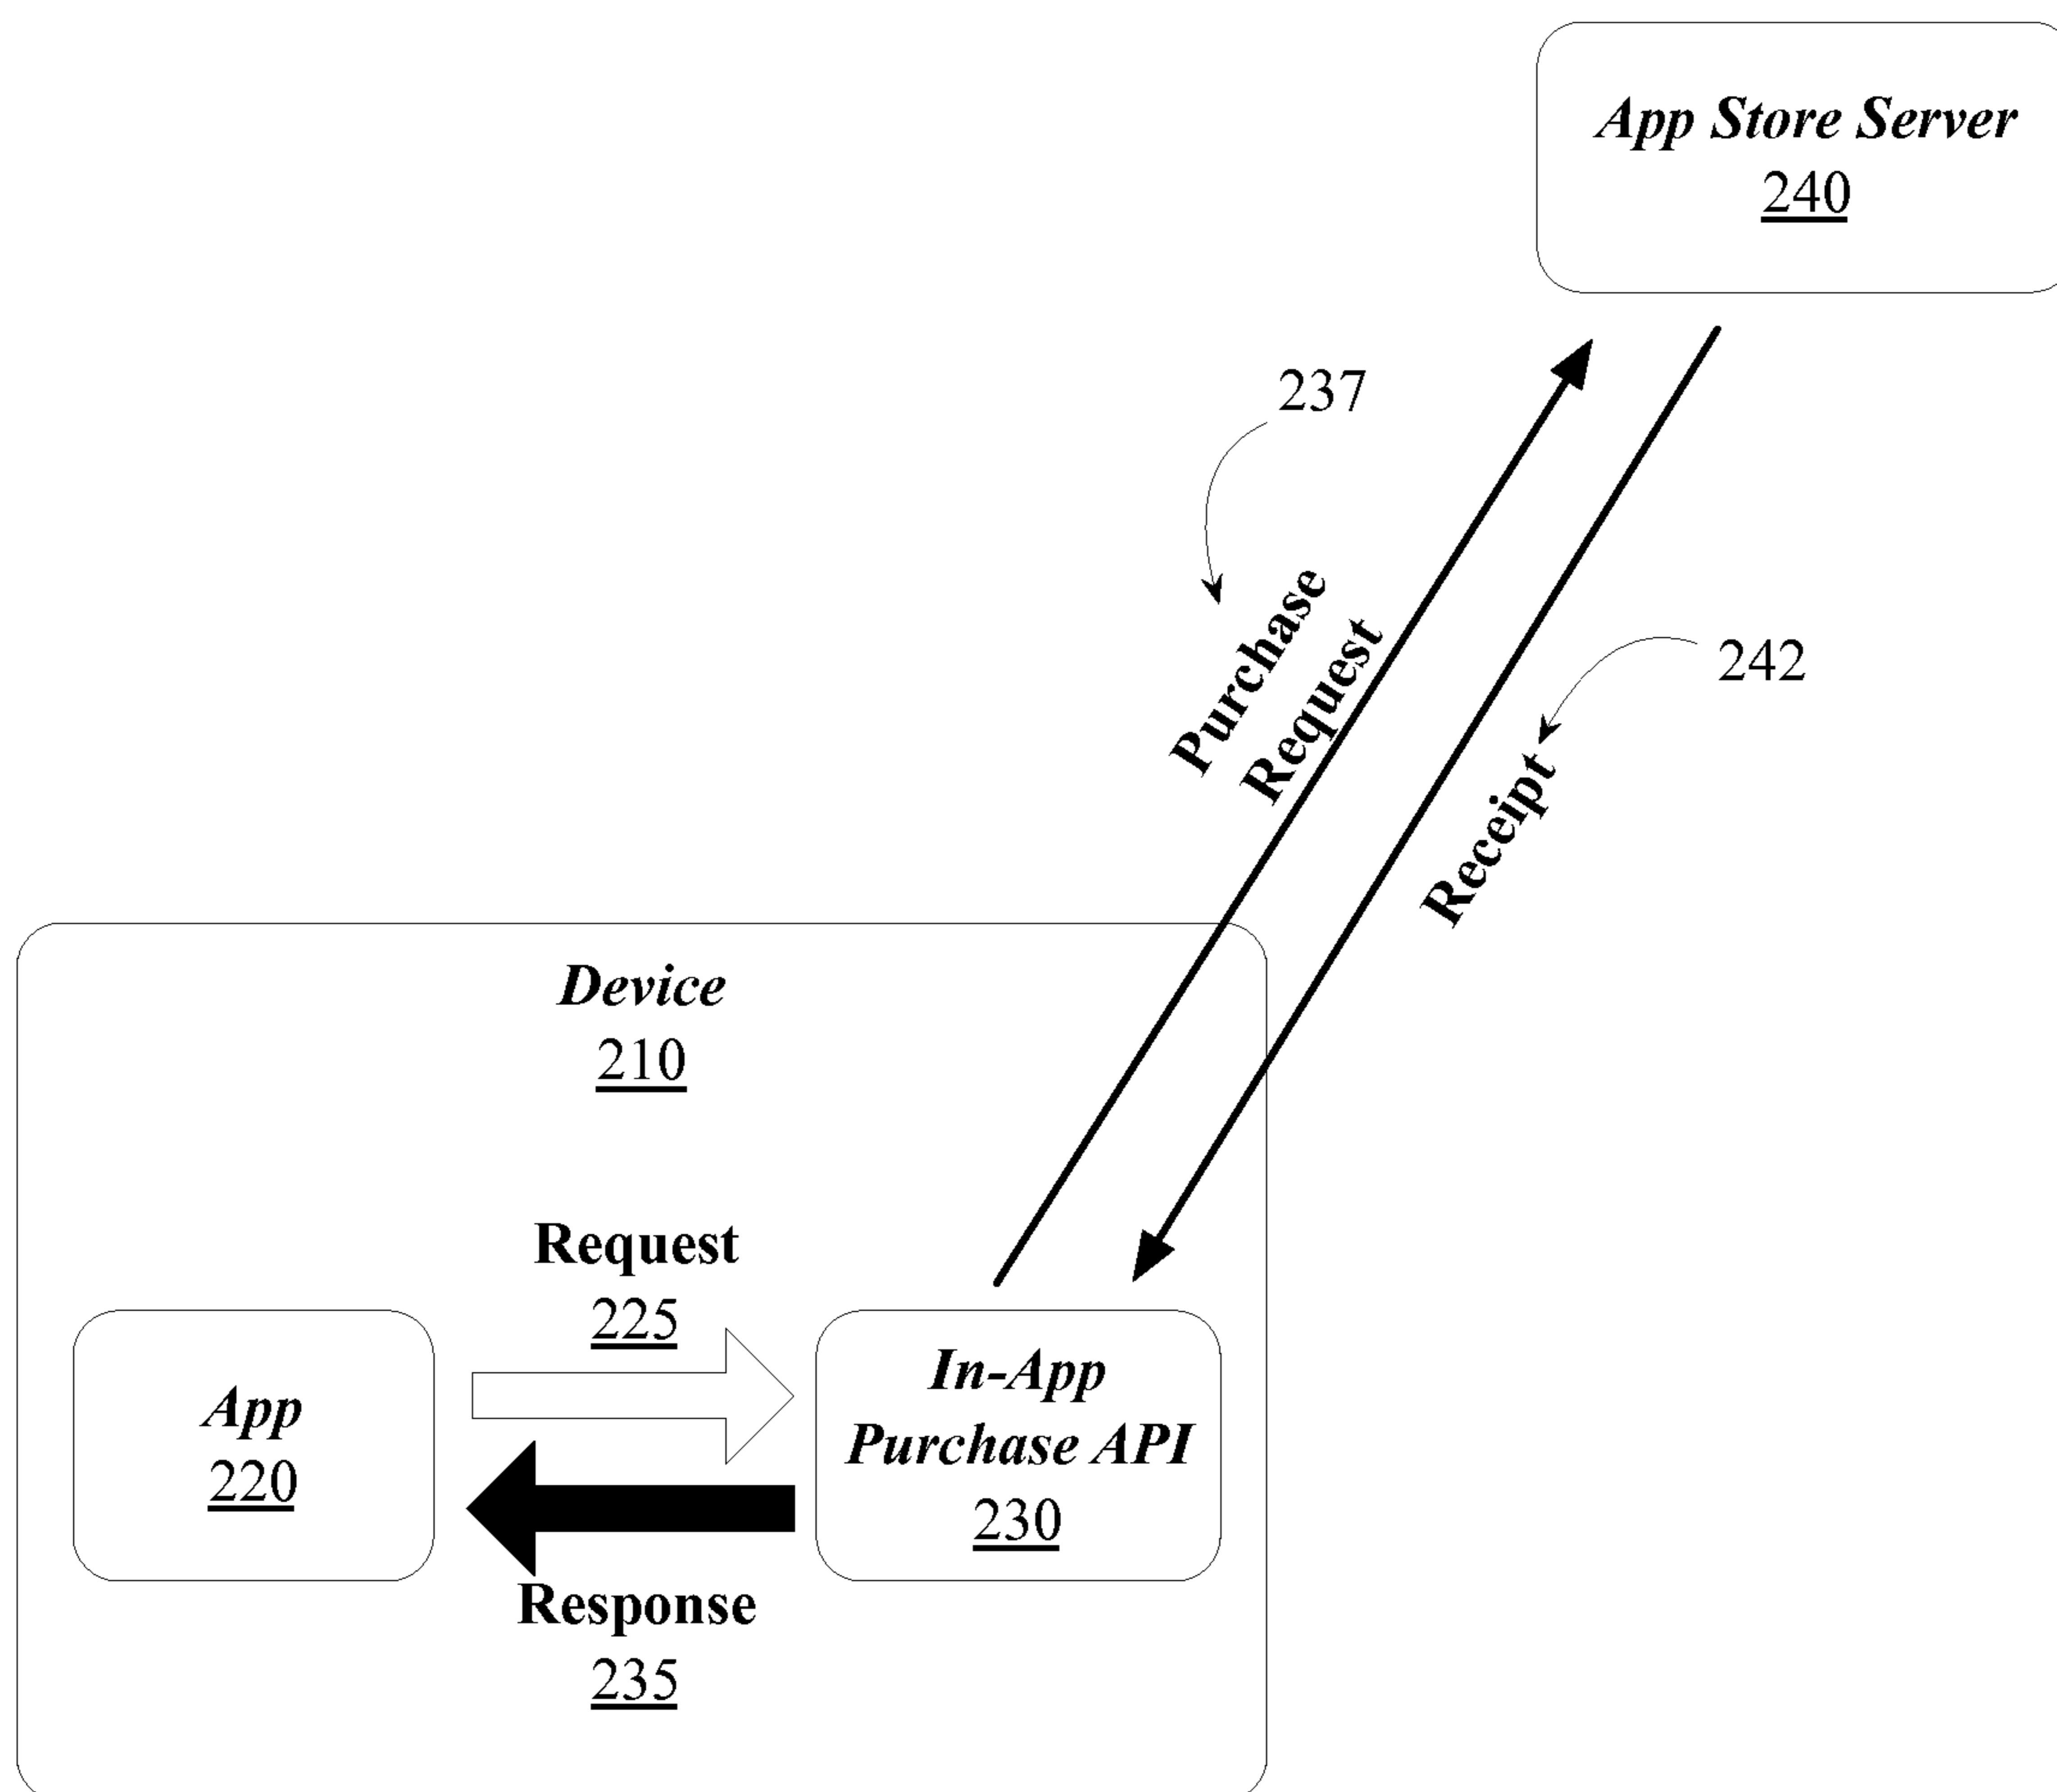 App Store Server
240
237
Purchase
Request
242
Receipt
Device
210
Request
225
App
220
In-App
Purchase API
230
Response
235